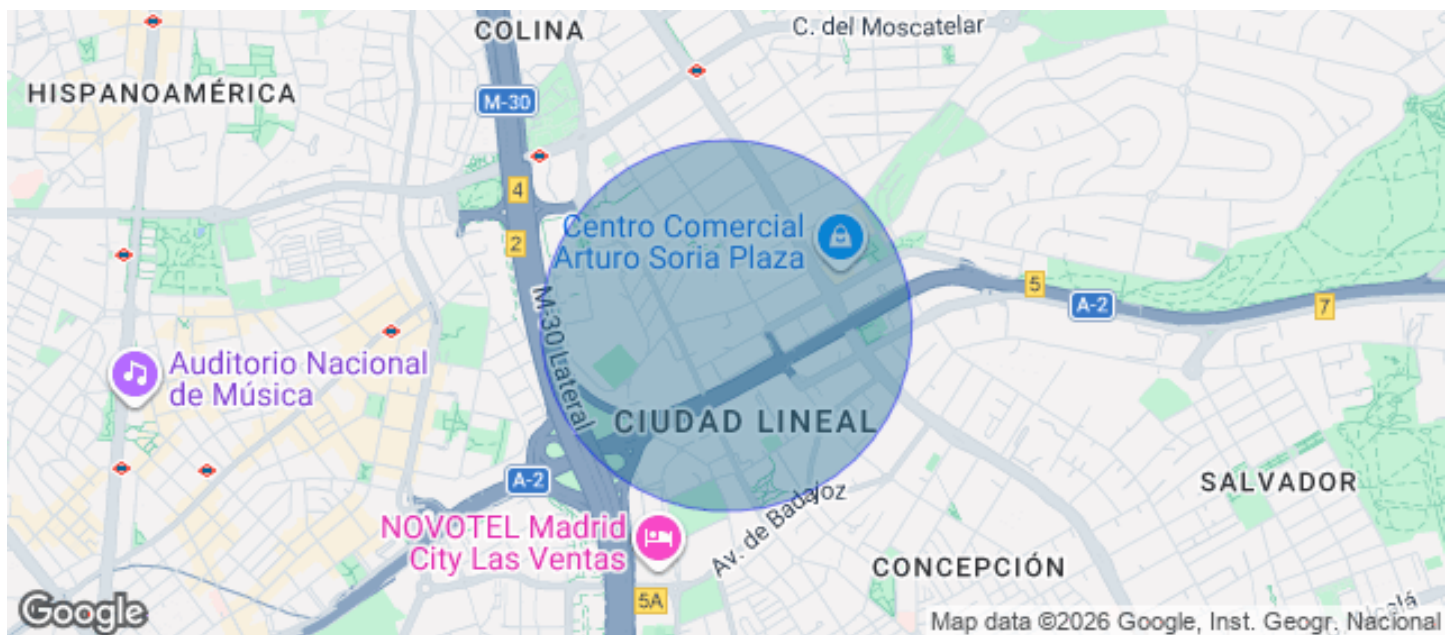 COLINA
C. del Moscatelar
HISPANOAMÉRICA
M-30
4
2
Centro Comercial
Arturo Soria Plaza
5
A-2
7
M-30 Lateral
Auditorio Nacional
de Música
CIUDAD LINEAL
A-2
SALVADOR
Av. de Badajoz
NOVOTEL Madrid
City Las Ventas
CONCEPCIÓN
5A
Google
Map data ©2026 Google, Inst. Geogr. Nacional